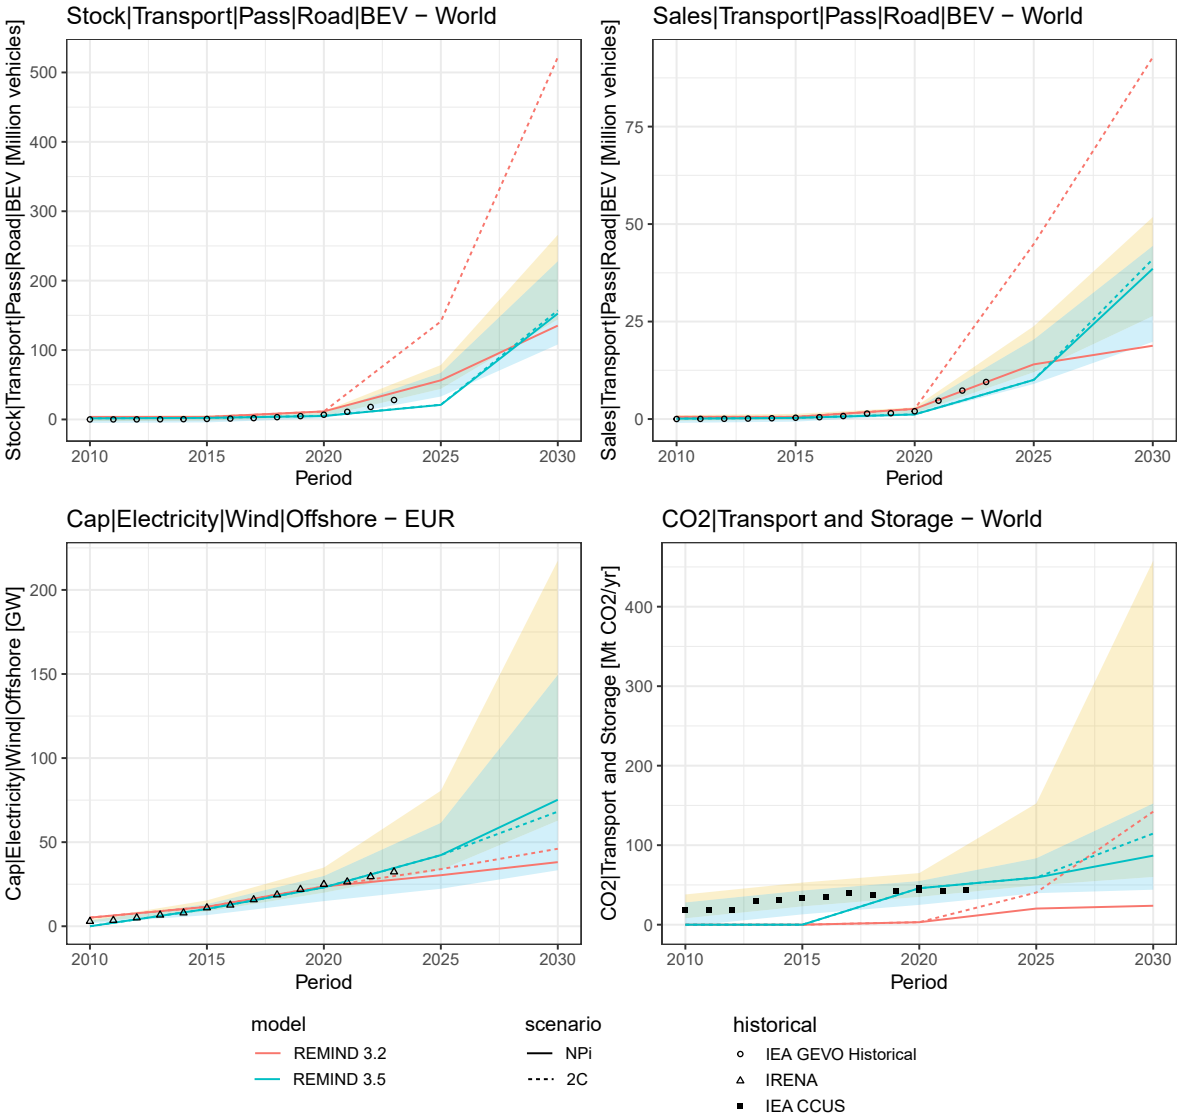 Stock|Transport|Pass|Road|BEV − World
Stock|Transport|Pass|Road|BEV [Million vehicles]
500
400
300
200
100
0
2010 2015 2020 2025 2030
Period
Sales|Transport|Pass|Road|BEV − World
Sales|Transport|Pass|Road|BEV [Million vehicles]
75
50
25
0
2010 2015 2020 2025 2030
Period
Cap|Electricity|Wind|Offshore − EUR
Cap|Electricity|Wind|Offshore [GW]
200
150
100
50
0
2010 2015 2020 2025 2030
Period
CO2|Transport and Storage − World
CO2|Transport and Storage [Mt CO2/yr]
400
300
200
100
0
2010 2015 2020 2025 2030
Period
model
REMIND 3.2
REMIND 3.5
scenario
NPi
2C
historical
IEA GEVO Historical
IRENA
IEA CCUS